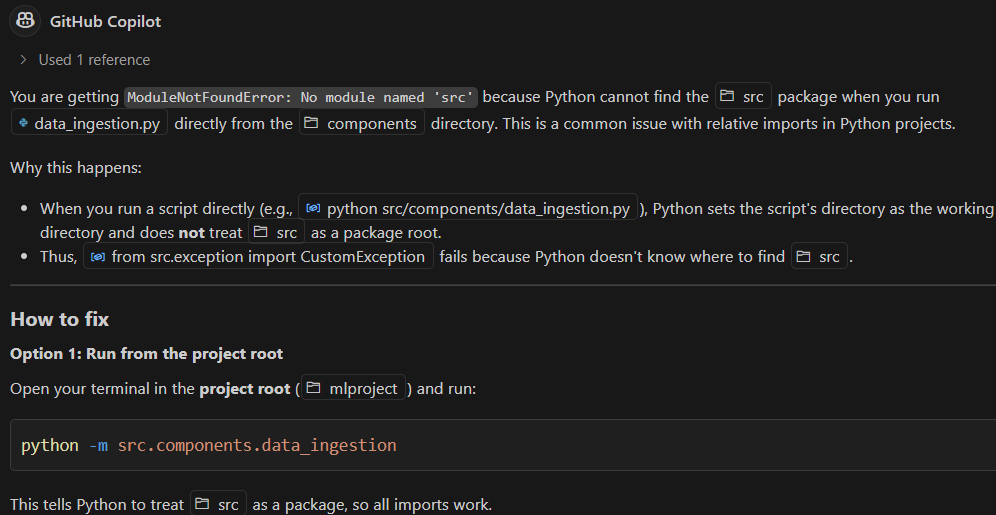 GitHub Copilot
Used 1 reference
You are getting ModuleNotFoundError: No module named 'src' because Python cannot find the src package when you run
data_ingestion.py directly from the components directory. This is a common issue with relative imports in Python projects.
Why this happens:
When you run a script directly (e.g., python src/components/data_ingestion.py), Python sets the script's directory as the working
directory and does not treat src as a package root.
Thus, from src.exception import CustomException fails because Python doesn't know where to find src.
How to fix
Option 1: Run from the project root
Open your terminal in the project root (mlproject) and run:
python -m src.components.data_ingestion
This tells Python to treat src as a package, so all imports work.